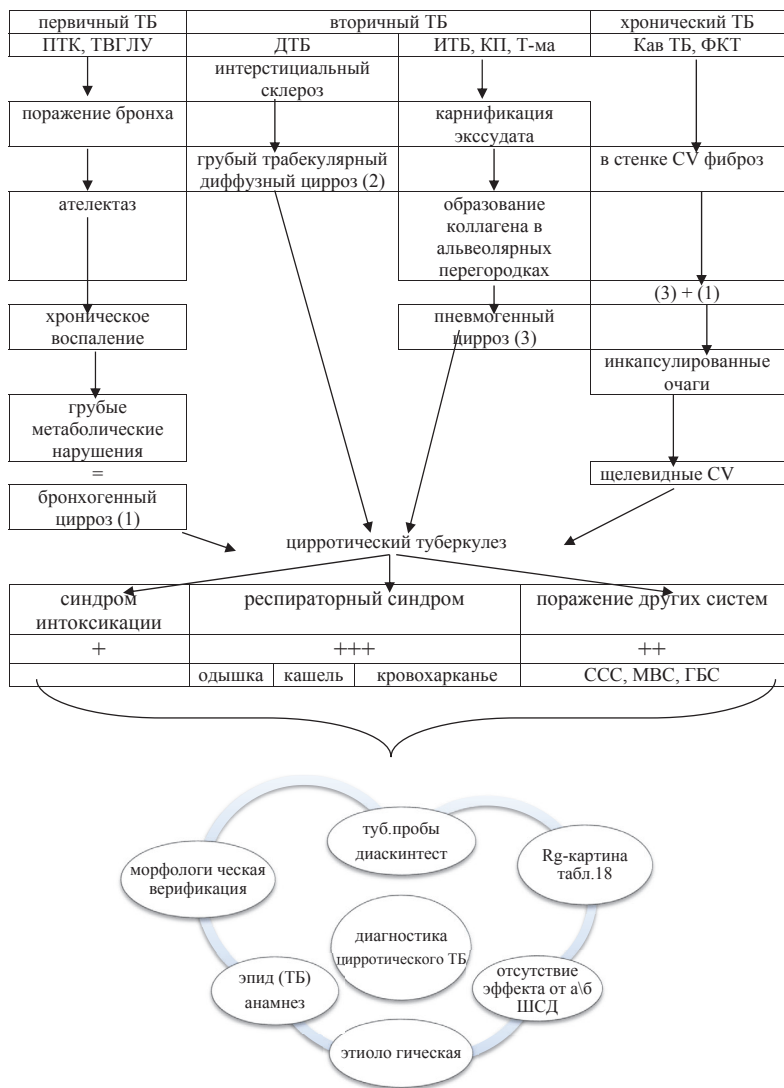 первичный ТБ
вторичный ТБ
хронический ТБ
ПТК, ТВГЛУ
ДТБ
ИТБ, КП, Т-ма
Кав ТБ, ФКТ
интерстициальный
склероз
поражение бронха
карнификация
экссудата
грубый трабекулярный
диффузный цирроз (2)
в стенке CV фиброз
ателектаз
образование
коллагена в
альвеолярных
перегородках
(3) + (1)
хроническое
воспаление
пневмогенный
цирроз (3)
инкапсулированные
очаги
грубые
метаболические
нарушения
=
бронхогенный
цирроз (1)
щелевидные CV
цирротический туберкулез
синдром
интоксикации
респираторный синдром
поражение других систем
+
+++
++
одышка
кашель
кровохарканье
ССС, МВС, ГБС
туб.пробы
диаскинтест
морфологи ческая
верификация
Rg-картина
табл.18
диагностика
цирротического ТБ
эпид (ТБ)
анамнез
отсутствие
эффекта от а\б
ШСД
этиоло гическая